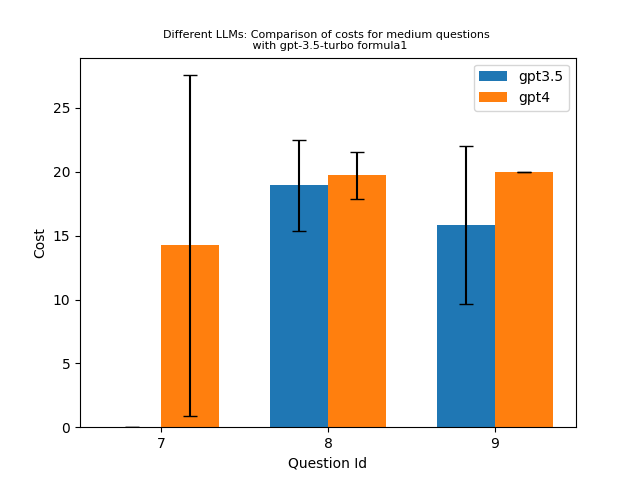 Different LLMs: Comparison of costs for medium questions
with gpt-3.5-turbo formula1
gpt3.5
gpt4
25
20
15
10
5
0
Cost
7 8 9
Question Id